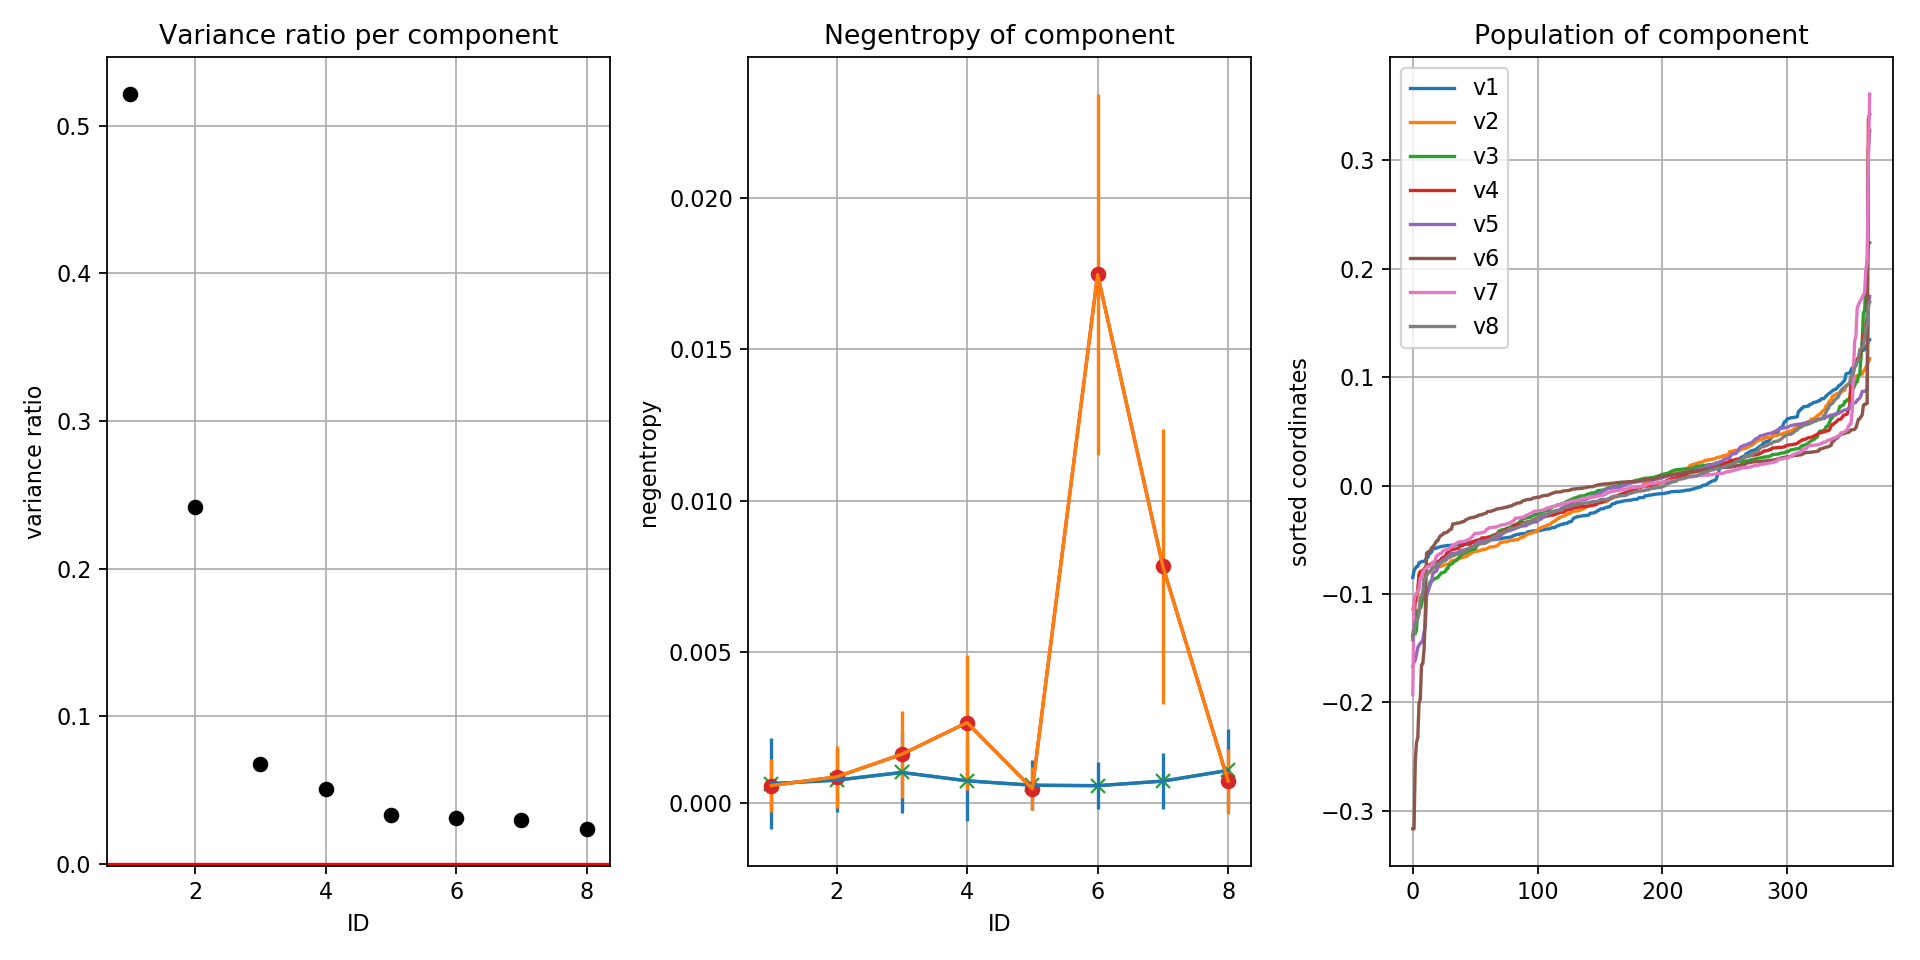 Variance ratio per component
variance ratio
0.5
0.4
0.3
0.2
0.1
0.0
2 4 6 8
ID
Negentropy of component
negentropy
0.020
0.015
0.010
0.005
0.000
2 4 6 8
ID
Population of component
sorted coordinates
v1
v2
v3
v4
v5
v6
v7
v8
0.3
0.2
0.1
0.0
−0.1
−0.2
−0.3
0 100 200 300